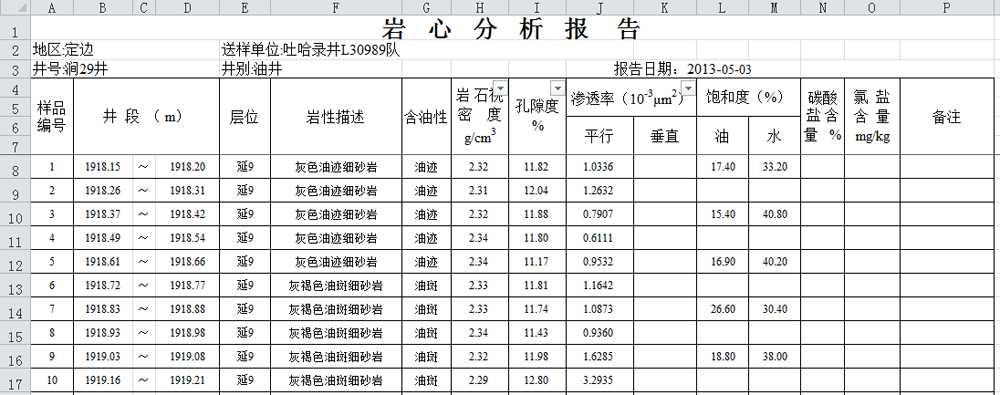 A B C D E F G H I J K L M N O P
1 岩 心 分 析 报 告
2 地区:定边 送样单位:吐哈录井L30989队
3 井号:涧29井 井别:油井 报告日期：2013-05-03
4 5 6 7
样品编号 井 段 （ m） 层位 岩性描述 含油性 岩 石视密 度 g/cm3 孔隙度 % 渗透率（10-3μm2） 饱和度（%） 碳酸盐 含量 % 氯 盐含 量 mg/kg 备注
平行 垂直 油 水
8 1 1918.15 ～ 1918.20 延9 灰色油迹细砂岩 油迹 2.32 11.82 1.0336 17.40 33.20
9 2 1918.26 ～ 1918.31 延9 灰色油迹细砂岩 油迹 2.31 12.04 1.2632
10 3 1918.37 ～ 1918.42 延9 灰色油迹细砂岩 油迹 2.32 11.88 0.7907 15.40 40.80
11 4 1918.49 ～ 1918.54 延9 灰色油迹细砂岩 油迹 2.34 11.80 0.6111
12 5 1918.61 ～ 1918.66 延9 灰色油迹细砂岩 油迹 2.34 11.17 0.9532 16.90 40.20
13 6 1918.72 ～ 1918.77 延9 灰褐色油斑细砂岩 油斑 2.33 11.81 1.1642
14 7 1918.83 ～ 1918.88 延9 灰褐色油斑细砂岩 油斑 2.33 11.74 1.0873 26.60 30.40
15 8 1918.93 ～ 1918.98 延9 灰褐色油斑细砂岩 油斑 2.34 11.43 0.9360
16 9 1919.03 ～ 1919.08 延9 灰褐色油斑细砂岩 油斑 2.32 11.98 1.6285 18.80 38.00
17 10 1919.16 ～ 1919.21 延9 灰褐色油斑细砂岩 油斑 2.29 12.80 3.2935